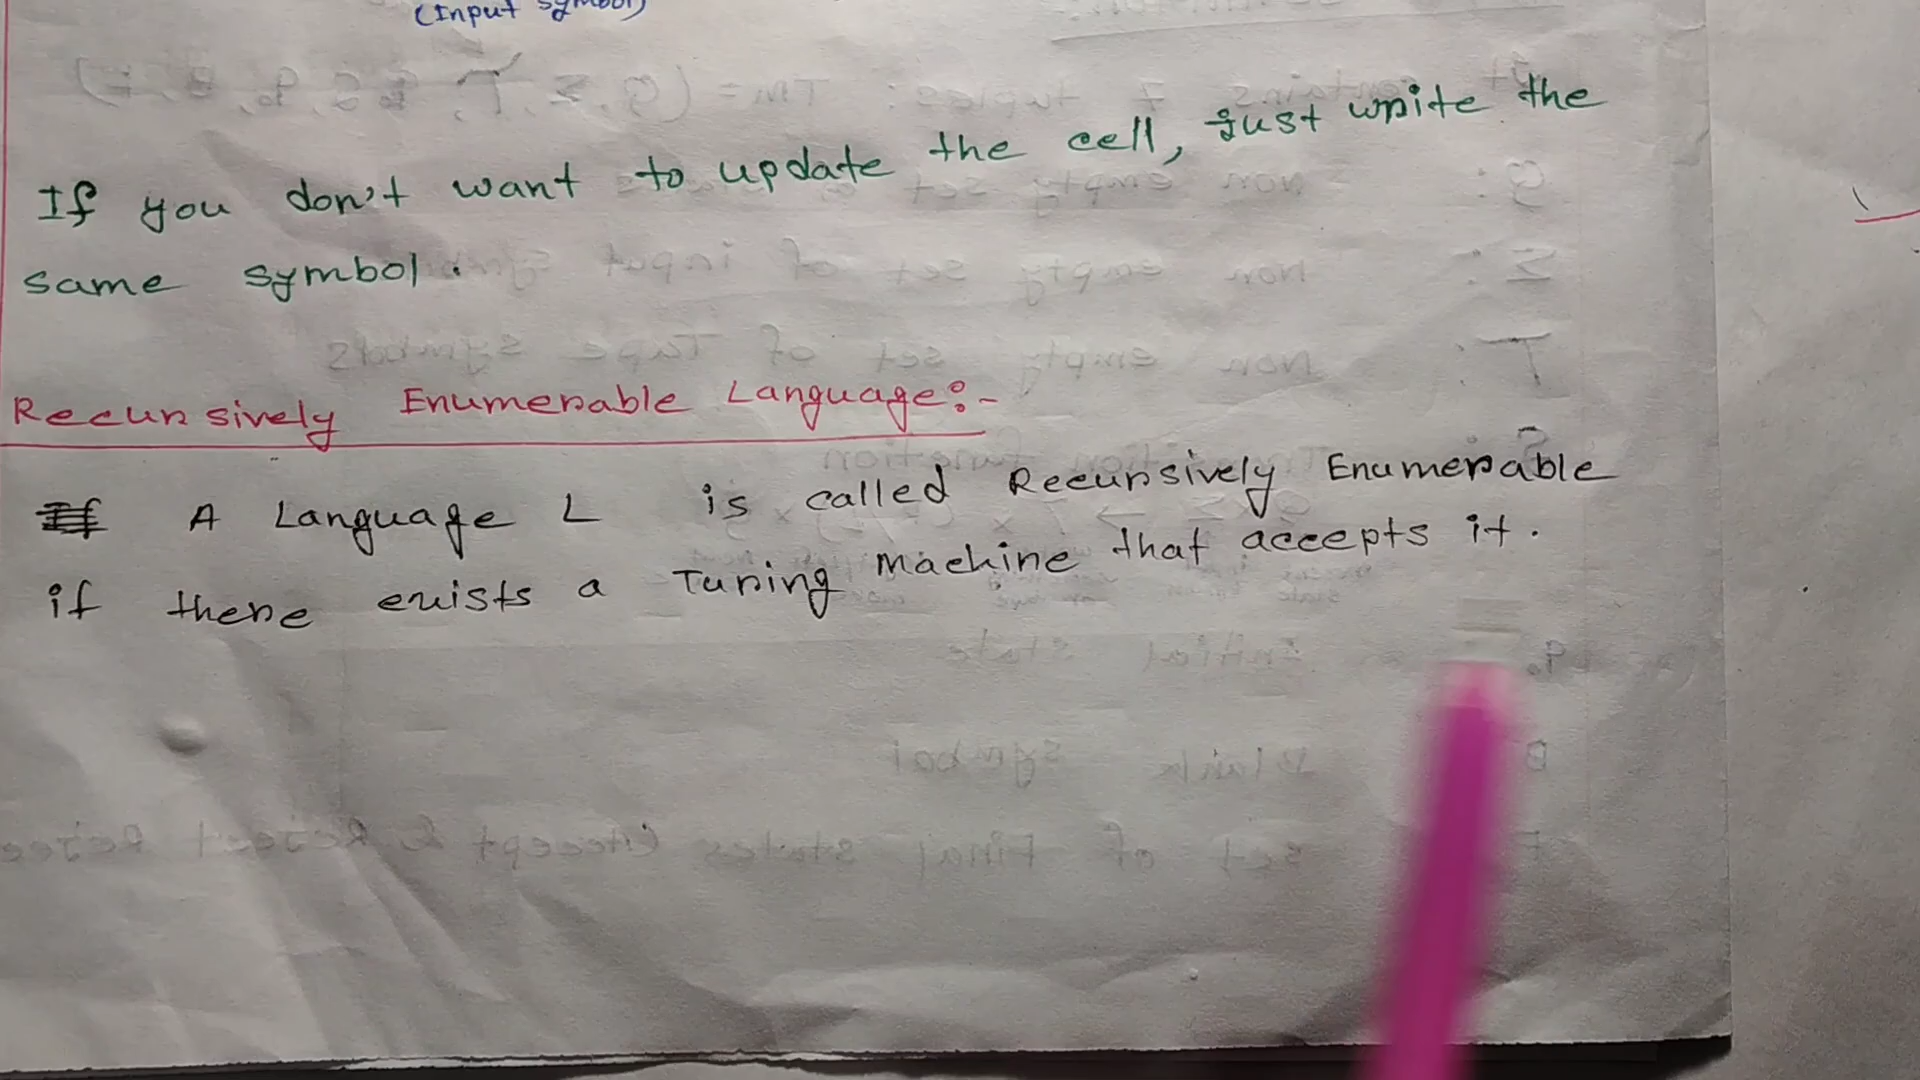 (Input symbol)
If you don't want to update the cell, just write the
same symbol.
Recursively Enumerable Language:-
A Language L is called Recursively Enumerable
if there exists a Turing Machine that accepts it.